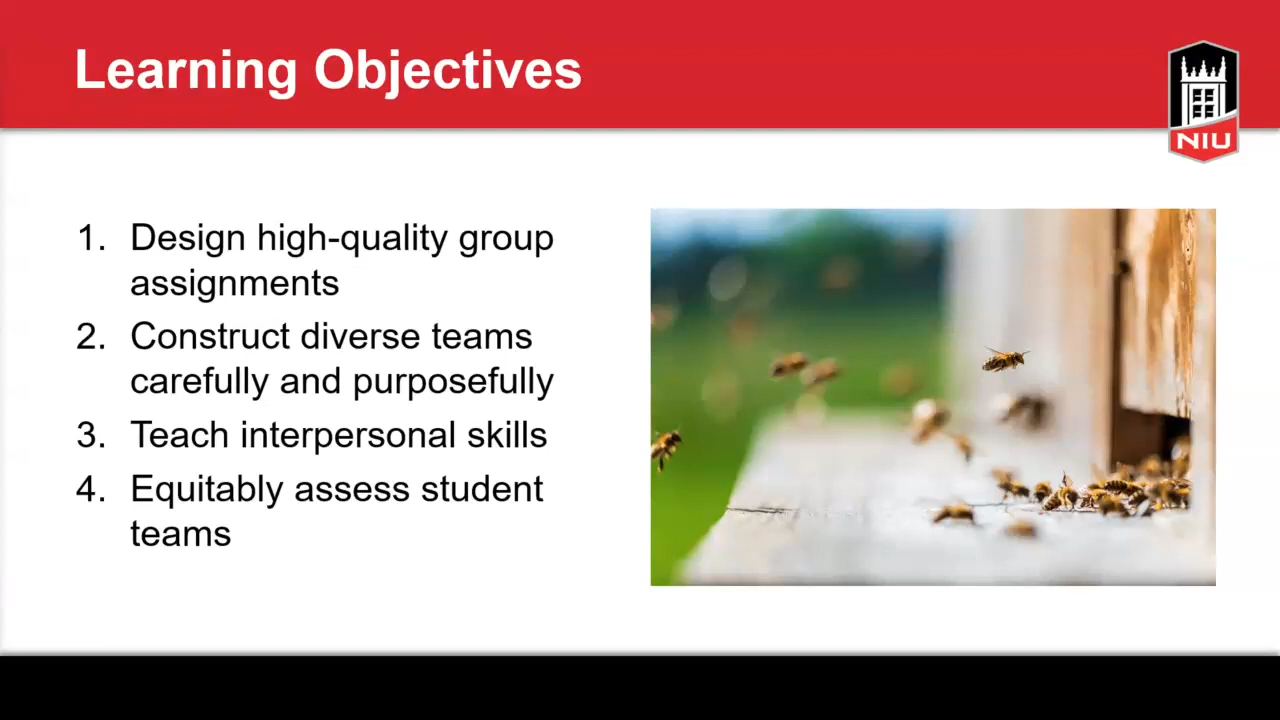 Learning Objectives
NIU
1. Design high-quality group
assignments
2. Construct diverse teams
carefully and purposefully
3. Teach interpersonal skills
4. Equitably assess student
teams